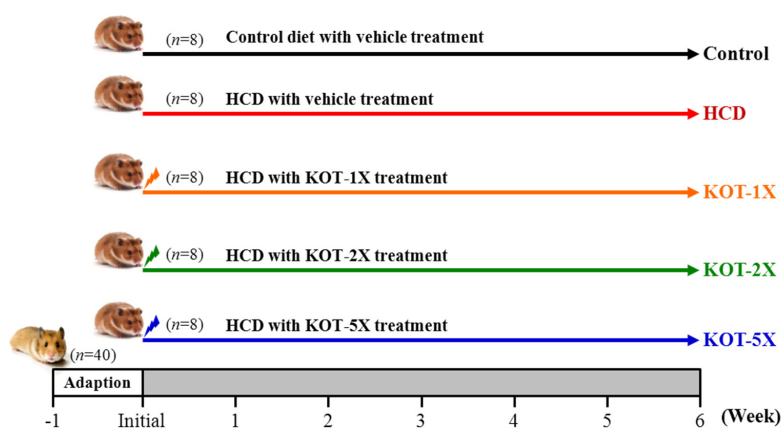 (n=8) Control diet with vehicle treatment
Control
(n=8) HCD with vehicle treatment
HCD
(n=8) HCD with KOT-1X treatment
KOT-1X
(n=8) HCD with KOT-2X treatment
KOT-2X
(n=8) HCD with KOT-5X treatment
KOT-5X
(n=40)
Adaption
-1 Initial 1 2 3 4 5 6 (Week)